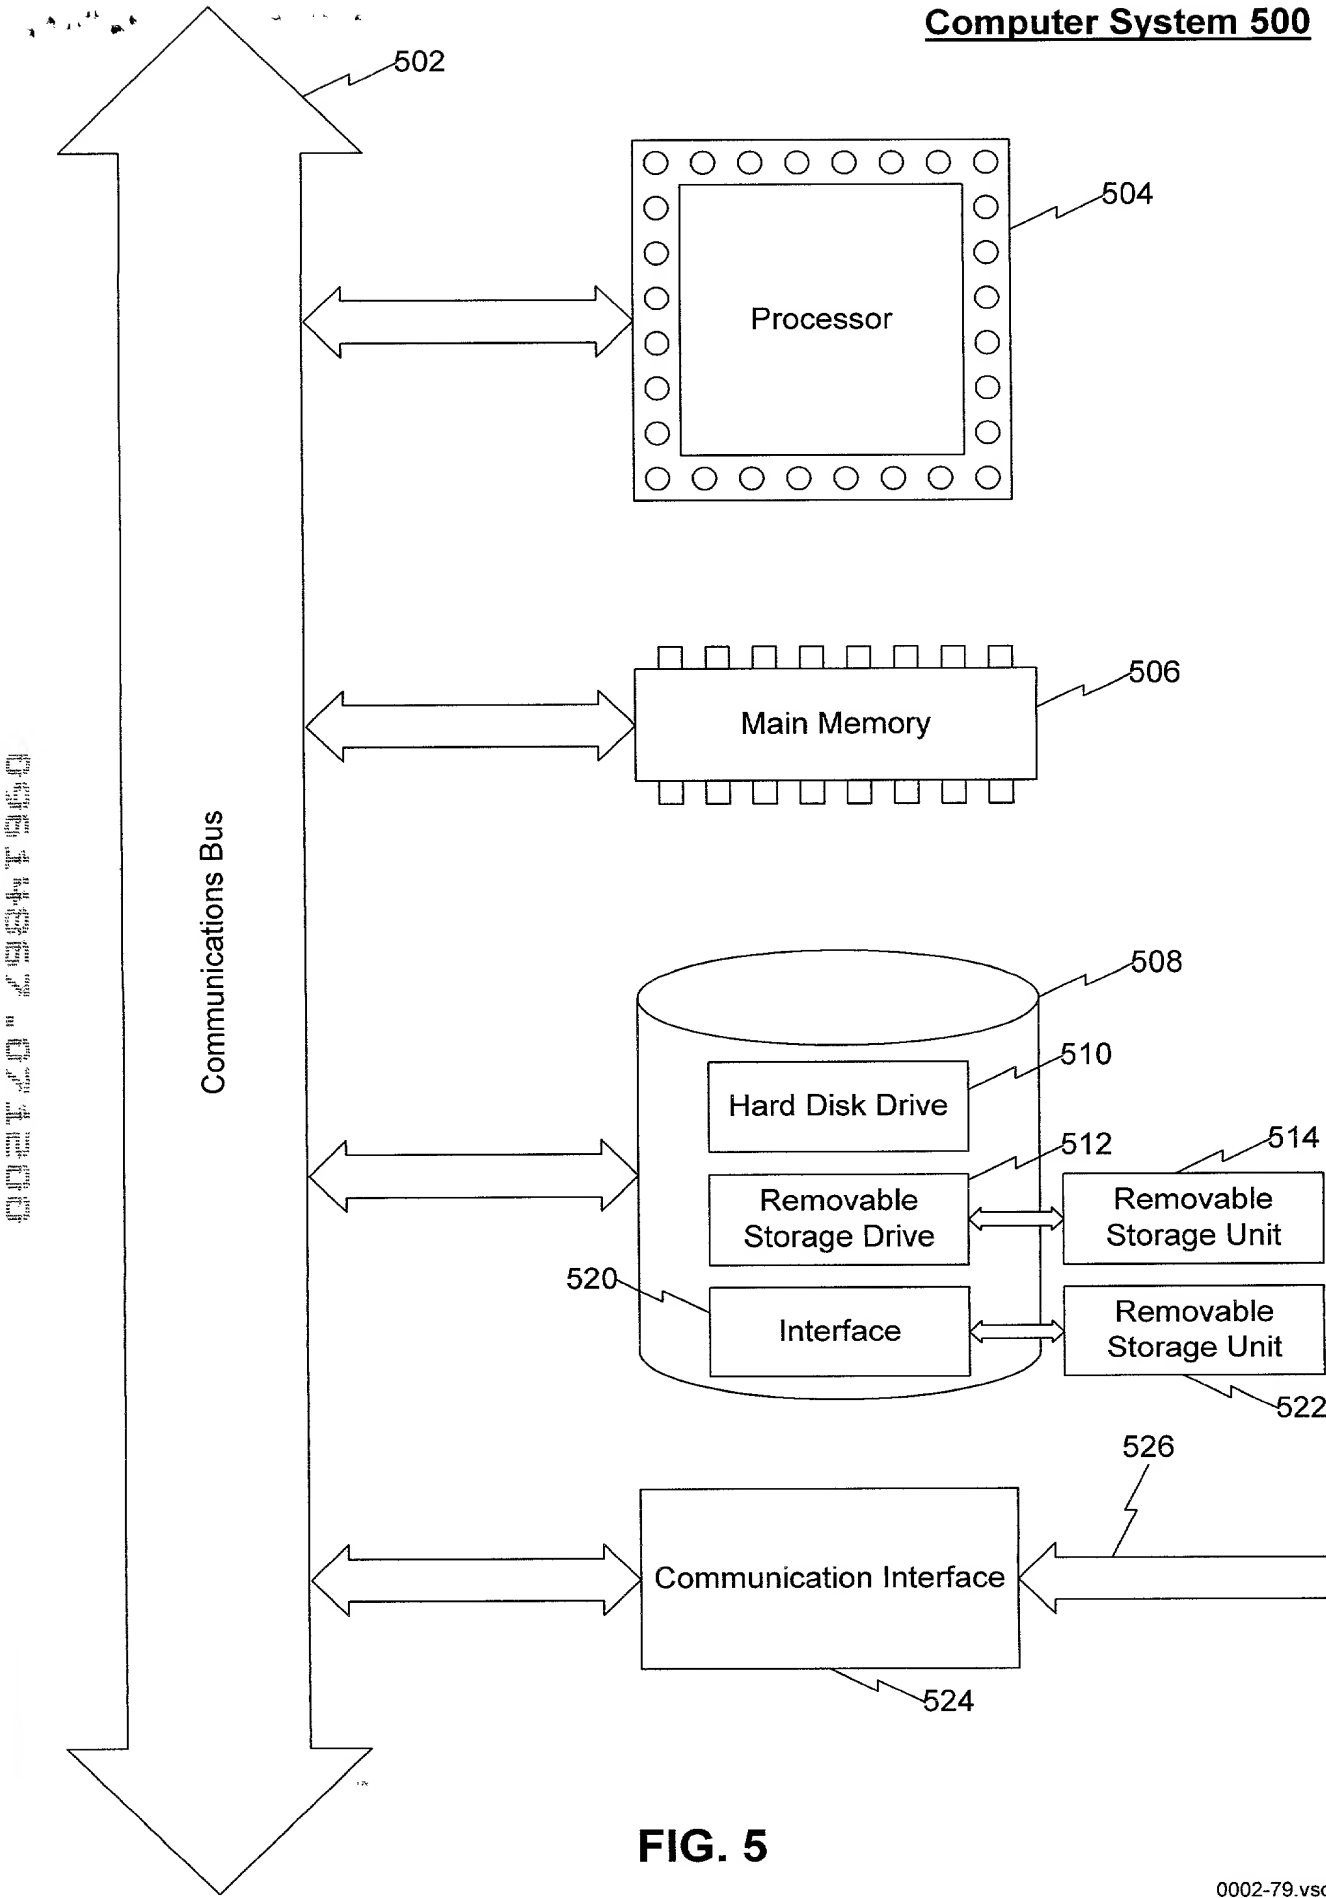 Computer System 500
502
504
Processor
506
Main Memory
Communications Bus
508
510
Hard Disk Drive
512
514
Removable
Storage Drive
Removable
Storage Unit
520
Interface
Removable
Storage Unit
522
526
Communication Interface
524
FIG. 5